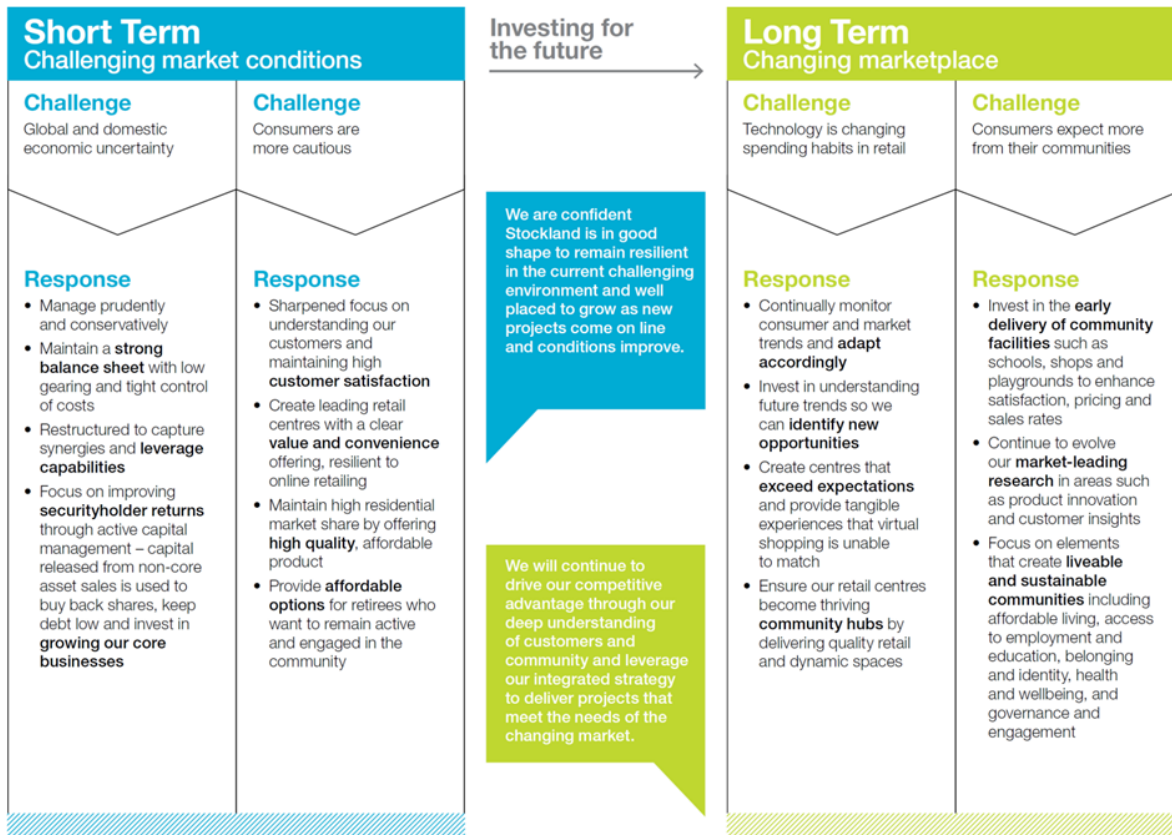 Short Term
Challenging market conditions
Challenge
Global and domestic
economic uncertainty
Response
• Manage prudently
and conservatively
• Maintain a strong
balance sheet with low
gearing and tight control
of costs
• Restructured to capture
synergies and leverage
capabilities
• Focus on improving
securityholder returns
through active capital
management – capital
released from non-core
asset sales is used to
buy back shares, keep
debt low and invest in
growing our core
businesses
Challenge
Consumers are
more cautious
Response
• Sharpened focus on
understanding our
customers and
maintaining high
customer satisfaction
• Create leading retail
centres with a clear
value and convenience
offering, resilient to
online retailing
• Maintain high residential
market share by offering
high quality, affordable
product
• Provide affordable
options for retirees who
want to remain active
and engaged in the
community
Investing for
the future
We are confident
Stockland is in good
shape to remain resilient
in the current challenging
environment and well
placed to grow as new
projects come on line
and conditions improve.
We will continue to
drive our competitive
advantage through our
deep understanding
of customers and
community and leverage
our integrated strategy
to deliver projects that
meet the needs of the
changing market.
Long Term
Changing marketplace
Challenge
Technology is changing
spending habits in retail
Response
• Continually monitor
consumer and market
trends and adapt
accordingly
• Invest in understanding
future trends so we
can identify new
opportunities
• Create centres that
exceed expectations
and provide tangible
experiences that virtual
shopping is unable
to match
• Ensure our retail centres
become thriving
community hubs by
delivering quality retail
and dynamic spaces
Challenge
Consumers expect more
from their communities
Response
• Invest in the early
delivery of community
facilities such as
schools, shops and
playgrounds to enhance
satisfaction, pricing and
sales rates
• Continue to evolve
our market-leading
research in areas such
as product innovation
and customer insights
• Focus on elements
that create liveable
and sustainable
communities including
affordable living, access
to employment and
education, belonging
and identity, health
and wellbeing, and
governance and
engagement